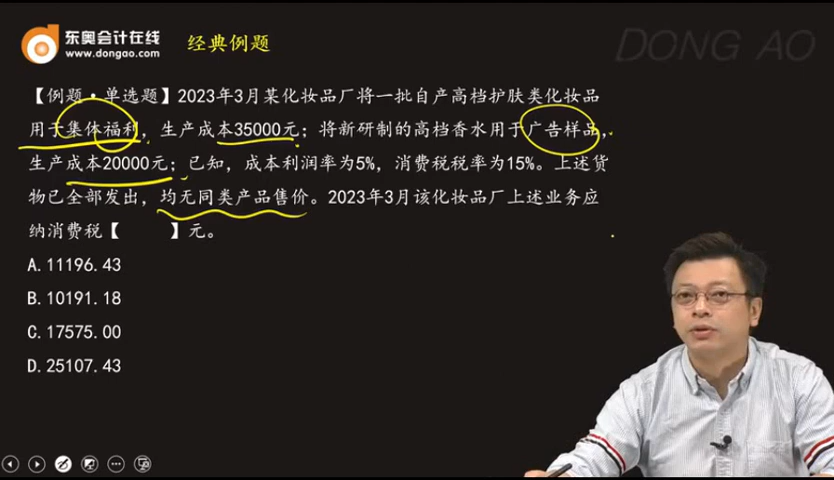 东奥会计在线
www.dongao.com
经典例题
DONG AO
【例题·单选题】2023年3月某化妆品厂将一批自产高档护肤类化妆品
用于集体福利，生产成本35000元；将新研制的高档香水用于广告样品，
生产成本20000元；已知，成本利润率为5%，消费税税率为15%。上述货
物已全部发出，均无同类产品售价。2023年3月该化妆品厂上述业务应
纳消费税【 】元。
A.11196.43
B.10191.18
C.17575.00
D.25107.43